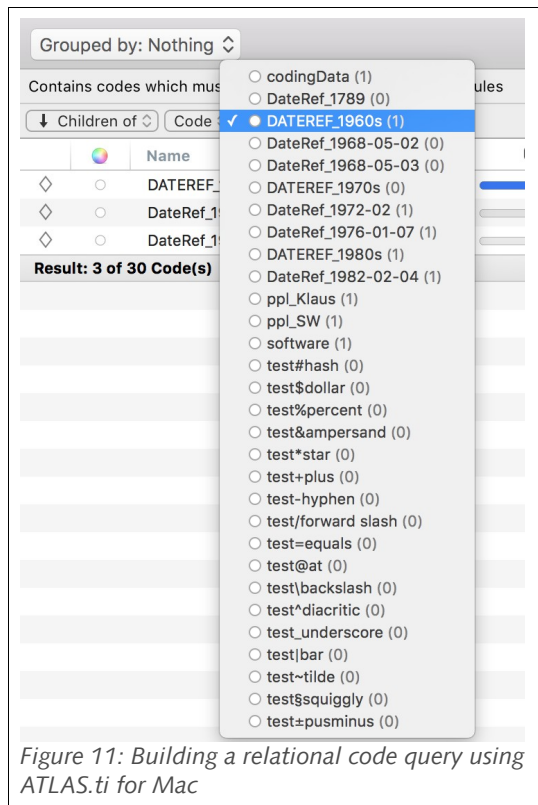 Grouped by: Nothing
Contains codes which mus
ules
Children of
Code
Name
DATEREF_
DateRef_1
DateRef_1
Result: 3 of 30 Code(s)
codingData (1)
DateRef_1789 (0)
DATEREF_1960s (1)
DateRef_1968-05-02 (0)
DateRef_1968-05-03 (0)
DATEREF_1970s (0)
DateRef_1972-02 (1)
DateRef_1976-01-07 (1)
DATEREF_1980s (1)
DateRef_1982-02-04 (1)
ppl_Klaus (1)
ppl_SW (1)
software (1)
test#hash (0)
test$dollar (0)
test%percent (0)
test&ampersand (0)
test*star (0)
test+plus (0)
test-hyphen (0)
test/forward slash (0)
test=equals (0)
test@at (0)
test\backslash (0)
test^diacritic (0)
test_underscore (0)
test|bar (0)
test~tilde (0)
test§squiggly (0)
test±pusminus (0)
Figure 11: Building a relational code query using
ATLAS.ti for Mac